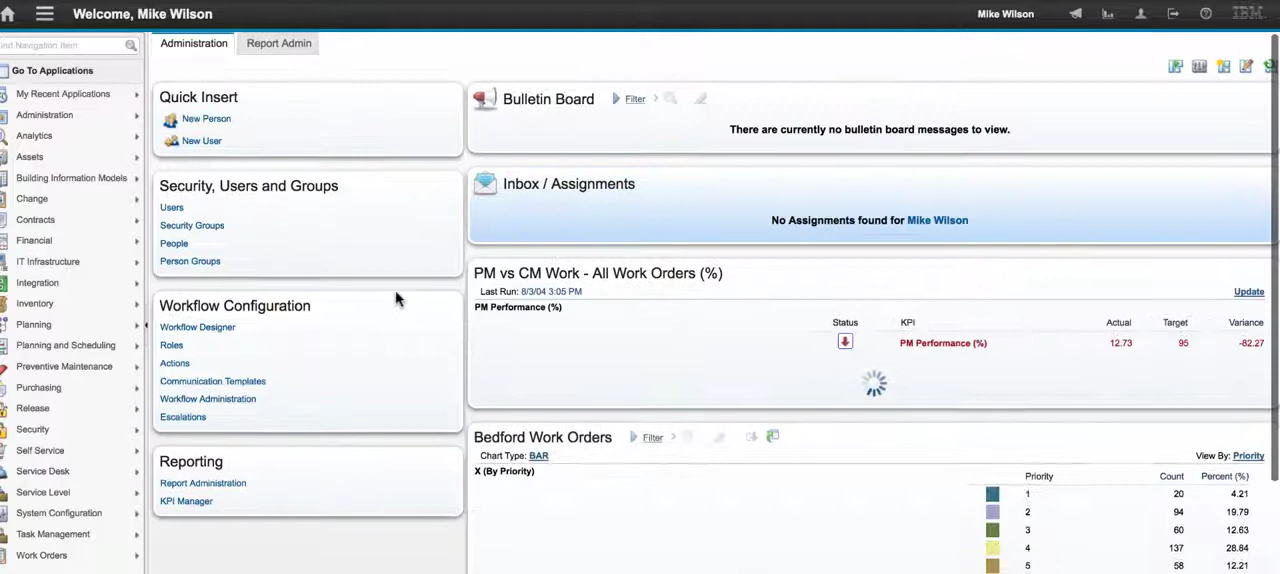 Welcome, Mike Wilson
Mike Wilson
IBM
Find Navigation Item
Go To Applications
My Recent Applications
Administration
Analytics
Assets
Building Information Models
Change
Contracts
Financial
IT Infrastructure
Integration
Inventory
Planning
Planning and Scheduling
Preventive Maintenance
Purchasing
Release
Security
Self Service
Service Desk
Service Level
System Configuration
Task Management
Work Orders
Administration
Report Admin
Quick Insert
New Person
New User
Security, Users and Groups
Users
Security Groups
People
Person Groups
Workflow Configuration
Workflow Designer
Roles
Actions
Communication Templates
Workflow Administration
Escalations
Reporting
Report Administration
KPI Manager
Bulletin Board Filter
There are currently no bulletin board messages to view.
Inbox / Assignments
No Assignments found for Mike Wilson
PM vs CM Work - All Work Orders (%)
Last Run: 8/3/04 3:05 PM
Update
PM Performance (%)
Status KPI Actual Target Variance
PM Performance (%) 12.73 95 -82.27
Bedford Work Orders Filter
Chart Type: BAR
View By: Priority
X (By Priority)
Priority Count Percent (%)
1 20 4.21
2 94 19.79
3 60 12.63
4 137 28.84
5 58 12.21